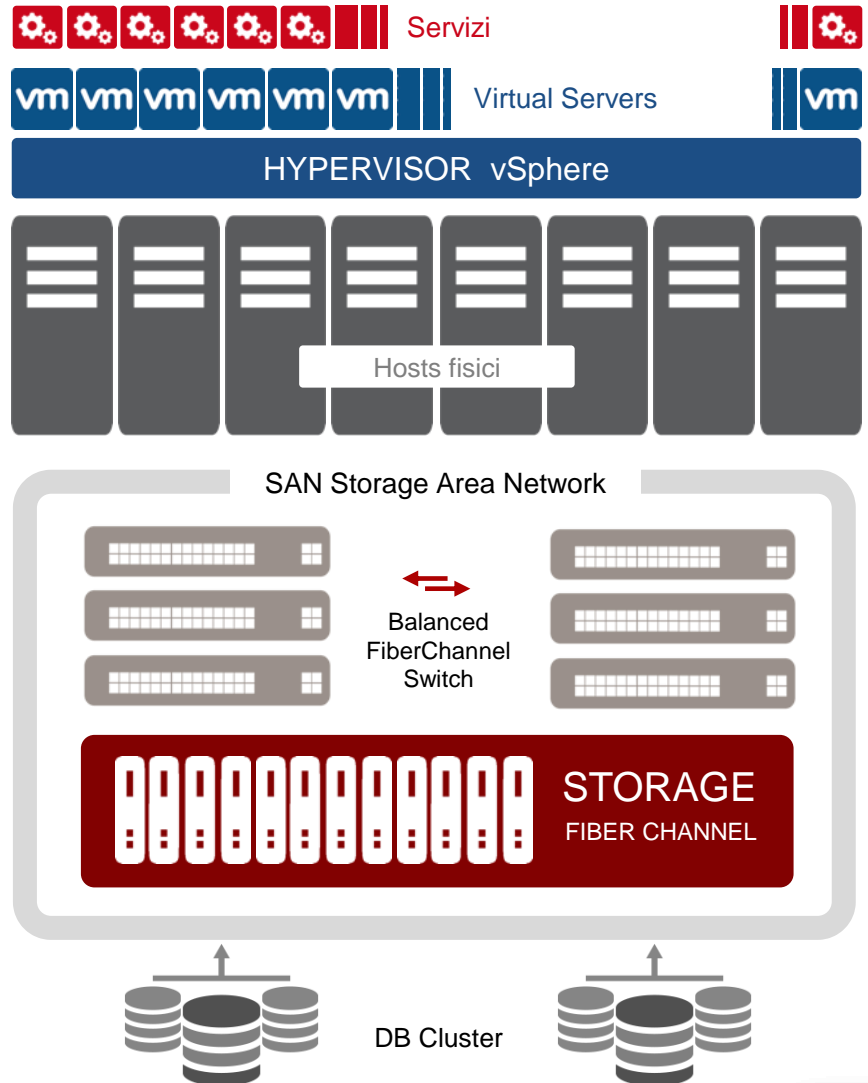 Servizi
vm vm vm vm vm vm Virtual Servers vm
HYPERVISOR vSphere
Hosts fisici
SAN Storage Area Network
Balanced
FiberChannel
Switch
STORAGE
FIBER CHANNEL
DB Cluster